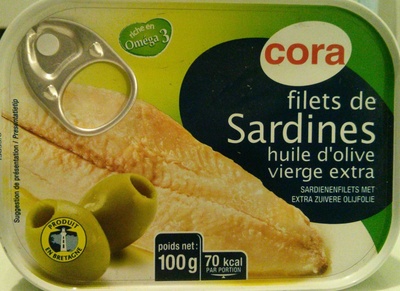 riche en
Omega 3
cora
filets de
Sardines
huile d'olive
vierge extra
SARDIENENFILETS MET
EXTRA ZUIVERE OLIJFOLIE
Suggestion de présentation / Presentatietip
PRODUIT
EN BRETAGNE
poids net:
100g
70 kcal
PAR PORTION